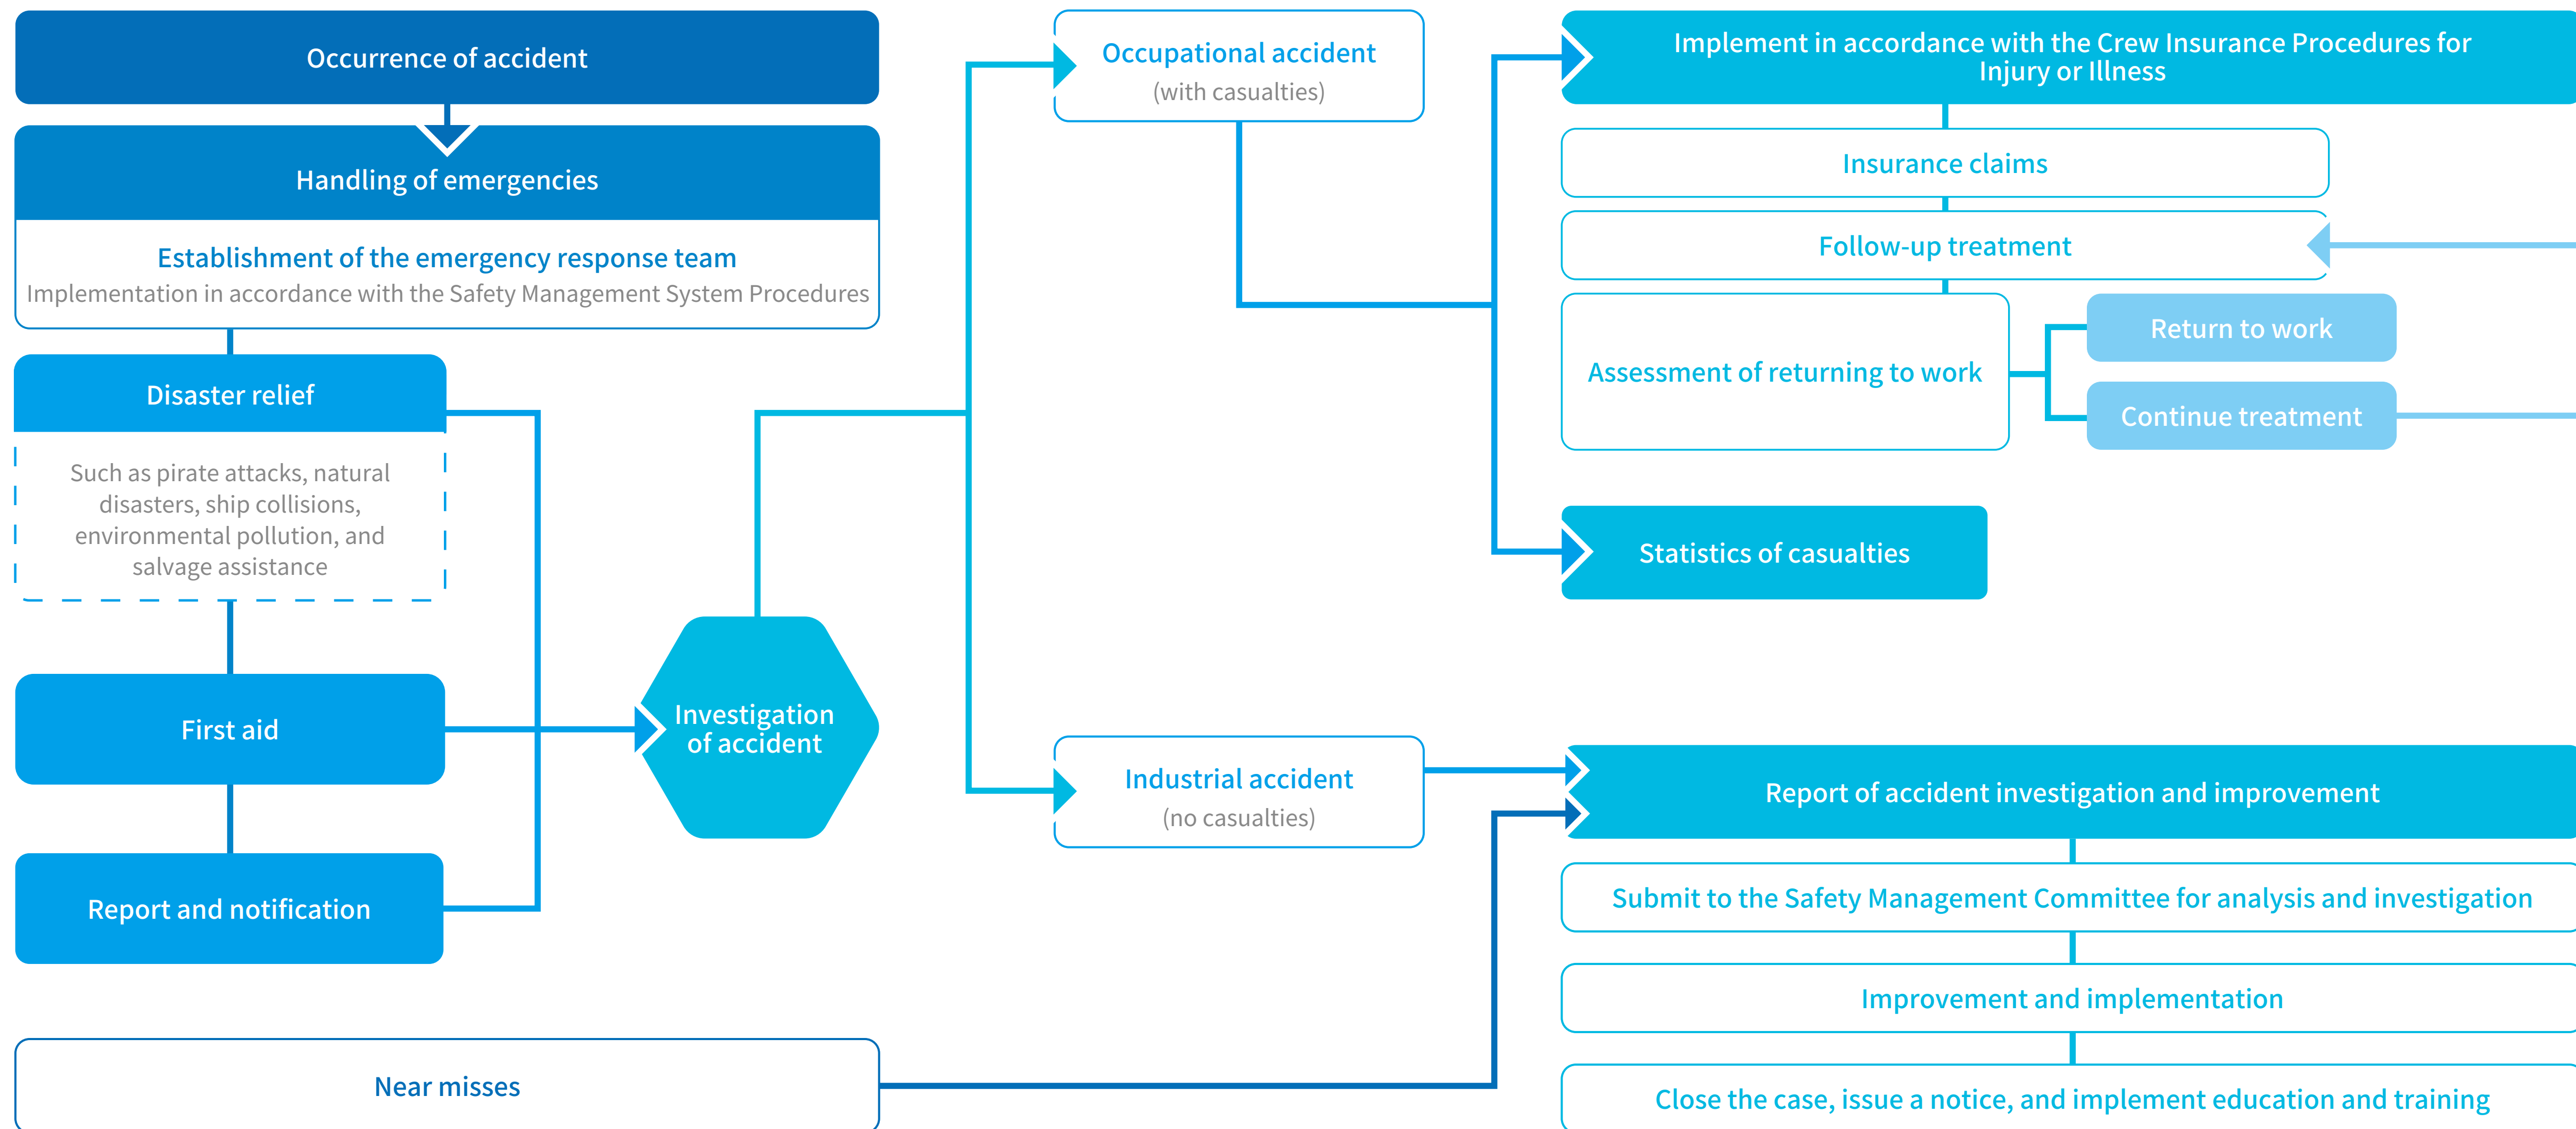 Occurrence of accident
Handling of emergencies
Establishment of the emergency response team
Implementation in accordance with the Safety Management System Procedures
Disaster relief
Such as pirate attacks, natural
disasters, ship collisions,
environmental pollution, and
salvage assistance
First aid
Report and notification
Near misses
Investigation
of accident
Occupational accident
(with casualties)
Industrial accident
(no casualties)
Implement in accordance with the Crew Insurance Procedures for
Injury or Illness
Insurance claims
Follow-up treatment
Assessment of returning to work
Return to work
Continue treatment
Statistics of casualties
Report of accident investigation and improvement
Submit to the Safety Management Committee for analysis and investigation
Improvement and implementation
Close the case, issue a notice, and implement education and training